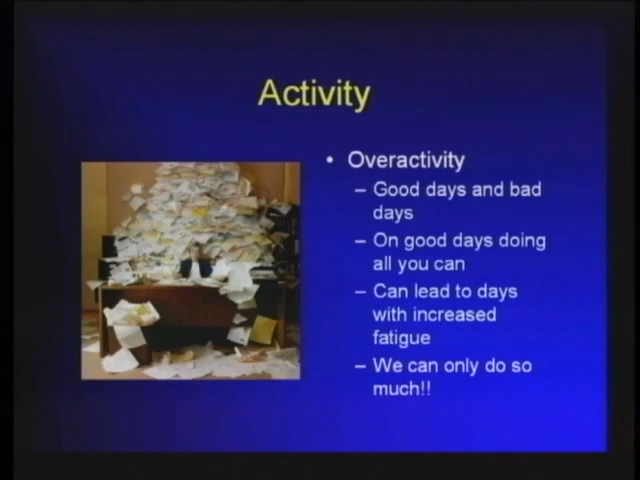 Activity
• Overactivity
– Good days and bad
days
– On good days doing
all you can
– Can lead to days
with increased
fatigue
– We can only do so
much!!